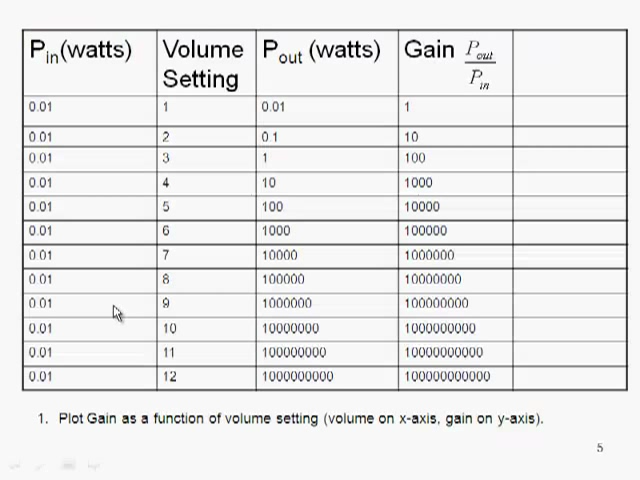 Pin(watts) Volume Setting Pout (watts) Gain Pout/Pin
0.01 1 0.01 1
0.01 2 0.1 10
0.01 3 1 100
0.01 4 10 1000
0.01 5 100 10000
0.01 6 1000 100000
0.01 7 10000 1000000
0.01 8 100000 10000000
0.01 9 1000000 100000000
0.01 10 10000000 1000000000
0.01 11 100000000 10000000000
0.01 12 1000000000 100000000000
1. Plot Gain as a function of volume setting (volume on x-axis, gain on y-axis).
5